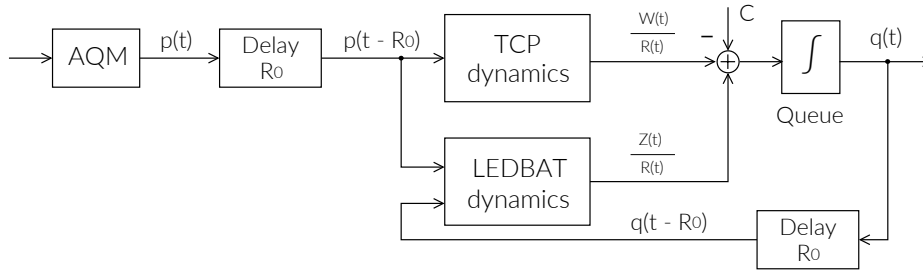 AQM
p(t)
Delay
R0
p(t - R0)
TCP
dynamics
W(t)
R(t)
−
C
+
∫
Queue
q(t)
LEDBAT
dynamics
Z(t)
R(t)
q(t - R0)
Delay
R0